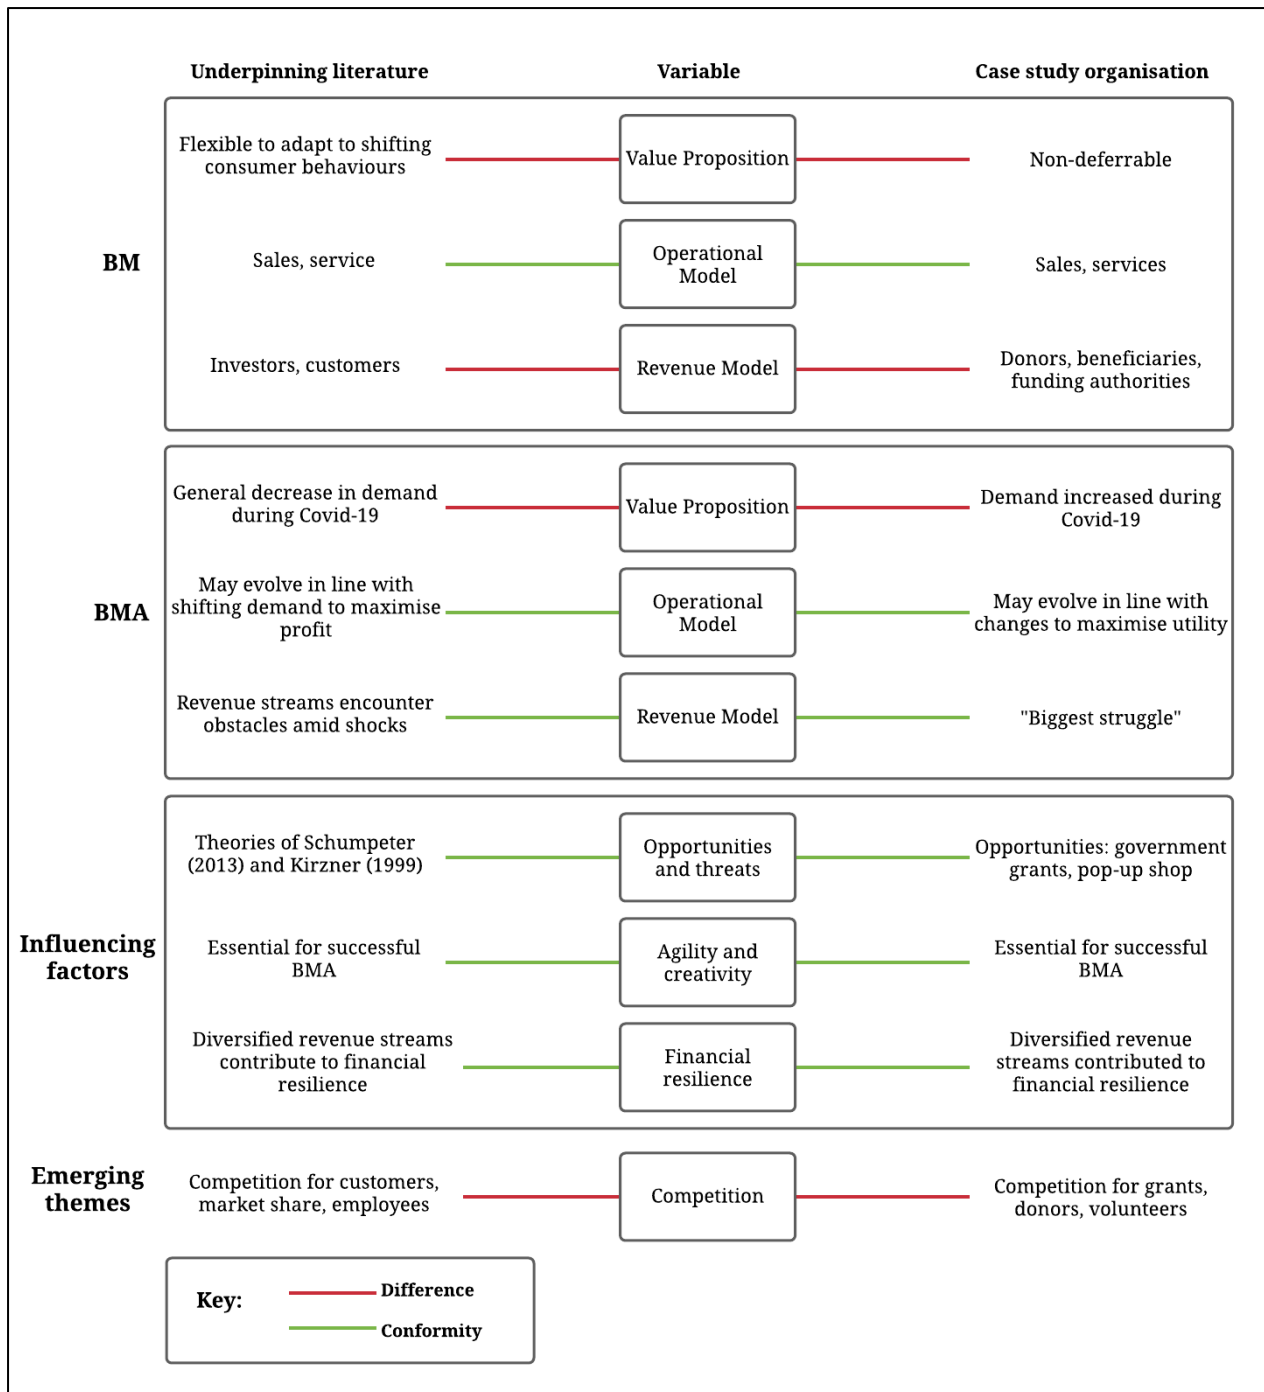 Underpinning literature
Variable
Case study organisation
BM
Flexible to adapt to shifting
consumer behaviours
Value Proposition
Non-deferrable
Sales, service
Operational
Model
Sales, services
Investors, customers
Revenue Model
Donors, beneficiaries,
funding authorities
BMA
General decrease in demand
during Covid-19
Value Proposition
Demand increased during
Covid-19
May evolve in line with
shifting demand to maximise
profit
Operational
Model
May evolve in line with
changes to maximise utility
Revenue streams encounter
obstacles amid shocks
Revenue Model
"Biggest struggle"
Influencing
factors
Theories of Schumpeter
(2013) and Kirzner (1999)
Opportunities
and threats
Opportunities: government
grants, pop-up shop
Essential for successful
BMA
Agility and
creativity
Essential for successful
BMA
Diversified revenue streams
contribute to financial
resilience
Financial
resilience
Diversified revenue
streams contributed to
financial resilience
Emerging
themes
Competition for customers,
market share, employees
Competition
Competition for grants,
donors, volunteers
Key:
Difference
Conformity